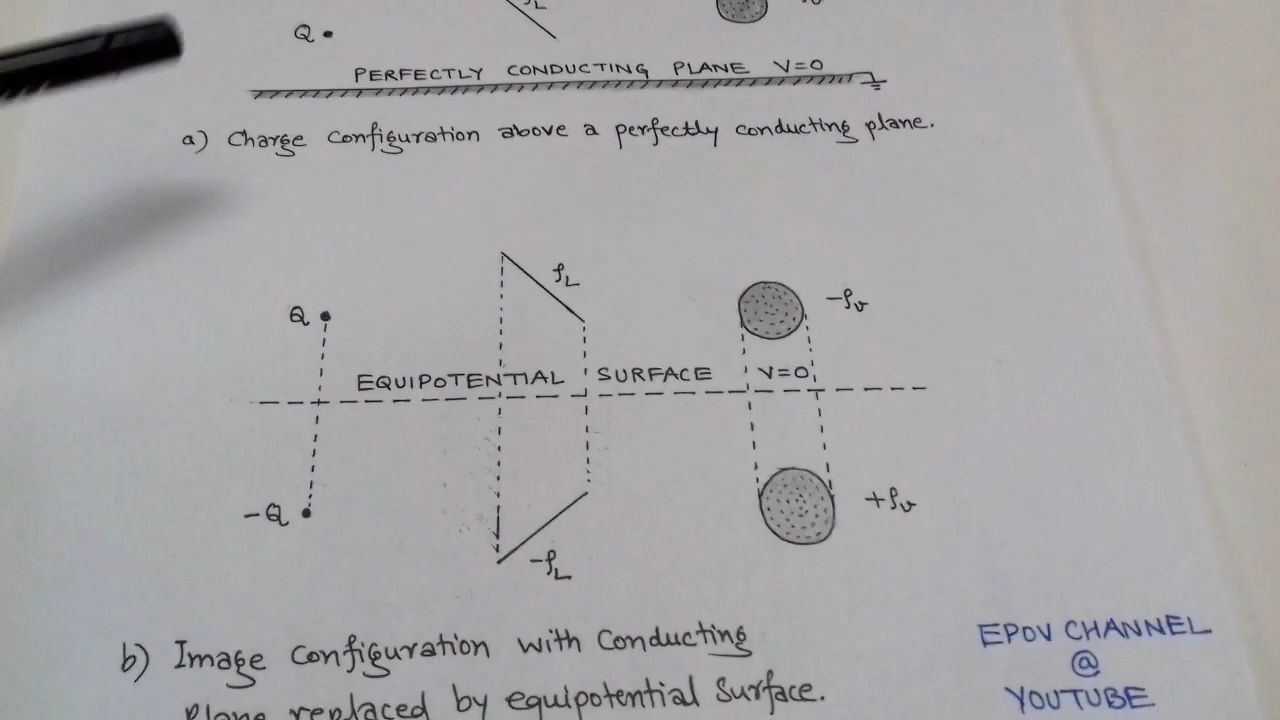 Q
PERFECTLY CONDUCTING PLANE V=0
a) Charge Configuration above a perfectly conducting plane.
ρL
Q
-ρv
EQUIPOTENTIAL SURFACE V=0
-Q
+ρv
-ρL
b) Image Configuration with Conducting
Plane replaced by equipotential Surface.
EPOV CHANNEL
@
YOUTUBE